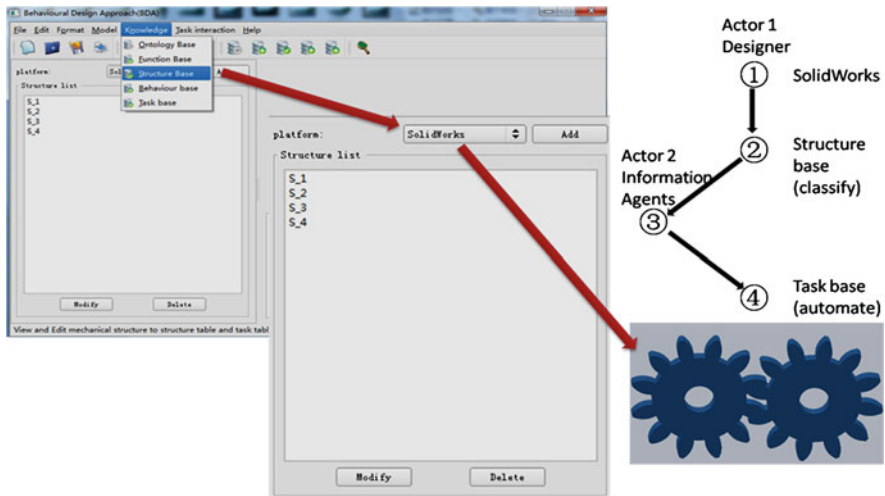 Behavioural Design Approach(BDA)
File Edit Format Model Knowledge Task interaction Help
Ontology Base
Function Base
Structure Base
Behaviour base
Task base
platform:
Structure list
S_1
S_2
S_3
S_4
Modify Delete
View and Edit mechanical structure to structure table and task tabl
platform: SolidWorks Add
Structure list
S_1
S_2
S_3
S_4
Modify Delete
Actor 1
Designer
① SolidWorks
② Structure
base
(classify)
Actor 2
Information
Agents
③
④ Task base
(automate)